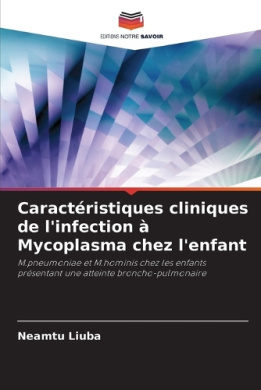 EDITIONS NOTRE SAVOIR
Caractéristiques cliniques
de l'infection à
Mycoplasma chez l'enfant
M.pneumoniae et M.hominis chez les enfants
présentant une atteinte broncho-pulmonaire
Neamtu Liuba